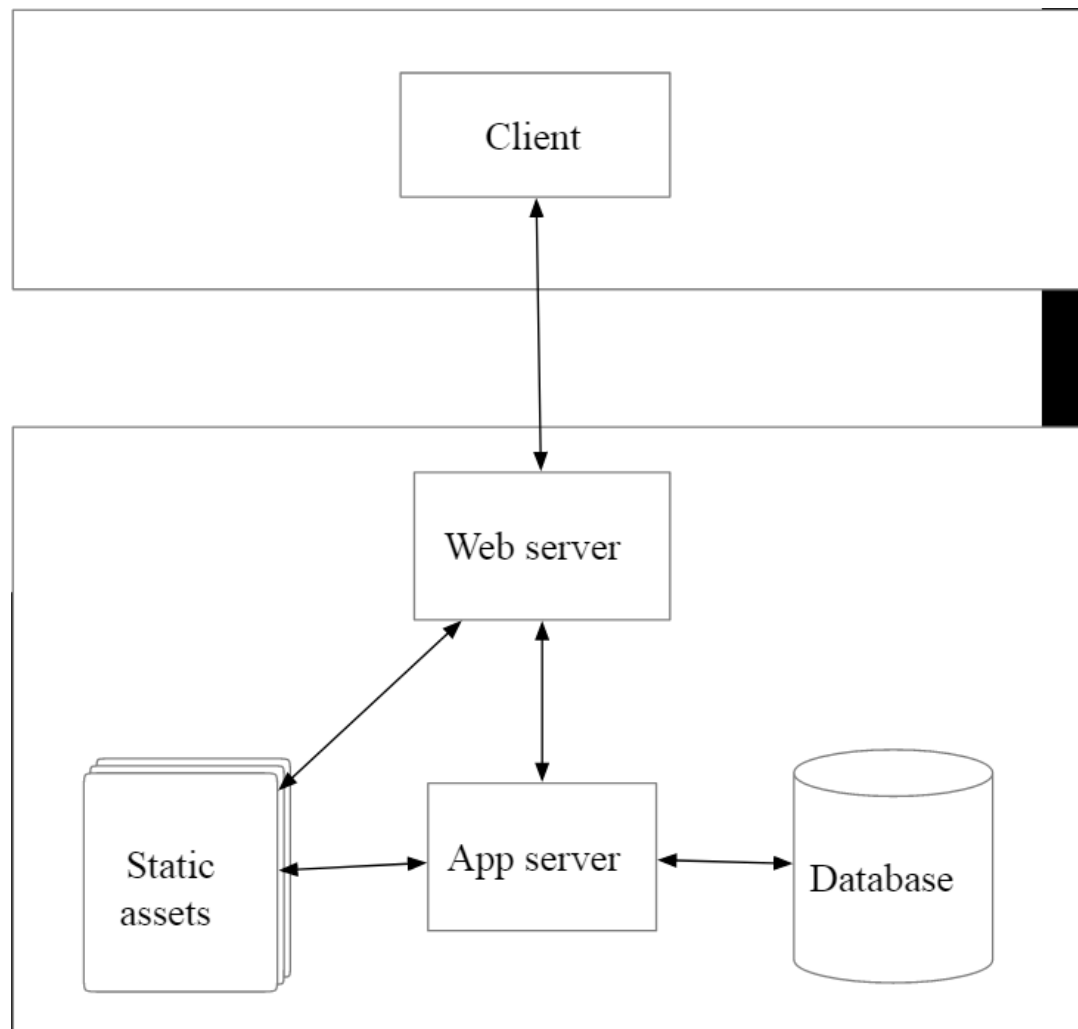 Client
Web server
Static
assets
App server
Database